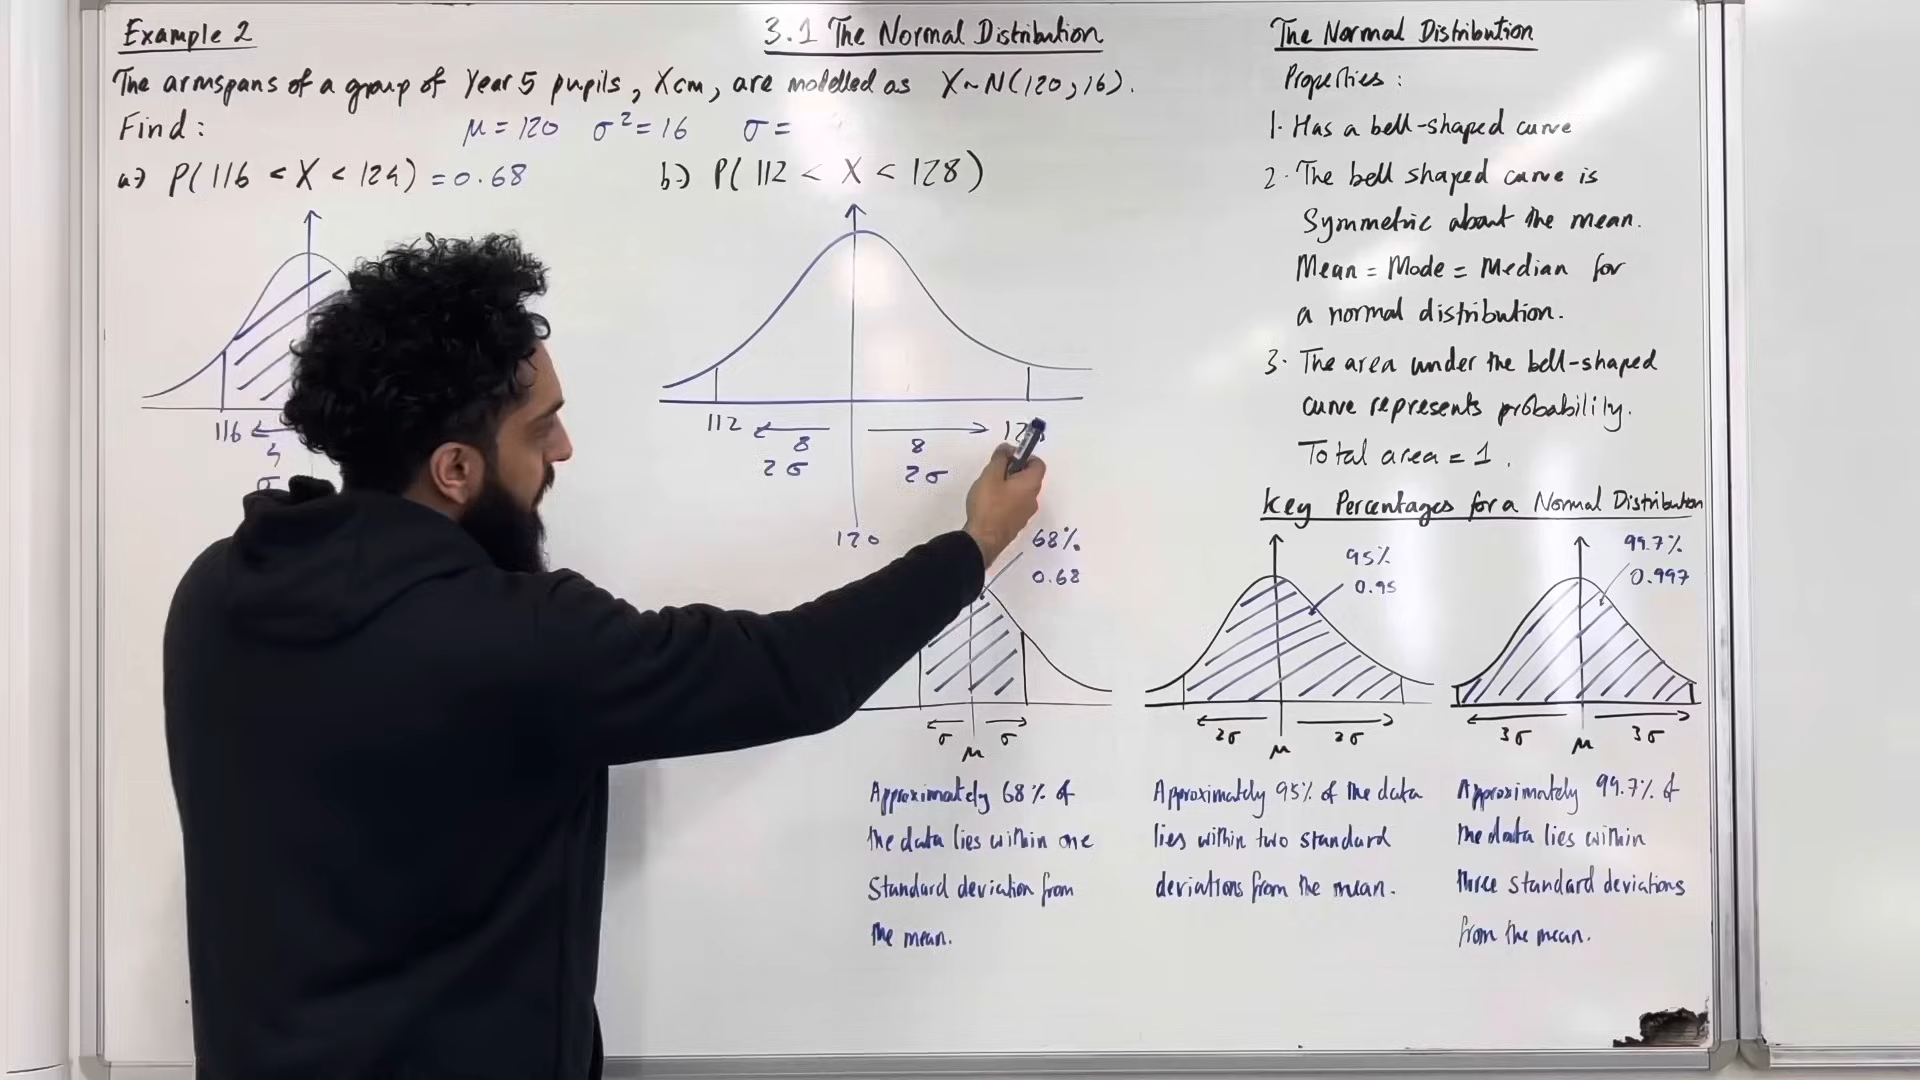 Example 2
3.1 The Normal Distribution
The armspans of a group of Year 5 pupils, X cm, are modelled as X~N(120,16).
Find: μ = 120 σ² = 16 σ =
a) P(116 < X < 124) = 0.68
b) P(112 < X < 128)
116
4
σ
112
8
2σ
8
2σ
120
The Normal Distribution
Properties:
1. Has a bell-shaped curve
2. The bell shaped curve is
symmetric about the mean.
Mean = Mode = Median for
a normal distribution.
3. The area under the bell-shaped
curve represents probability.
Total area = 1.
Key Percentages for a Normal Distribution
68%
0.68
σ σ
μ
Approximately 68% of
the data lies within one
standard deviation from
the mean.
95%
0.95
2σ 2σ
μ
Approximately 95% of the data
lies within two standard
deviations from the mean.
99.7%
0.997
3σ 3σ
μ
Approximately 99.7% of
the data lies within
three standard deviations
from the mean.